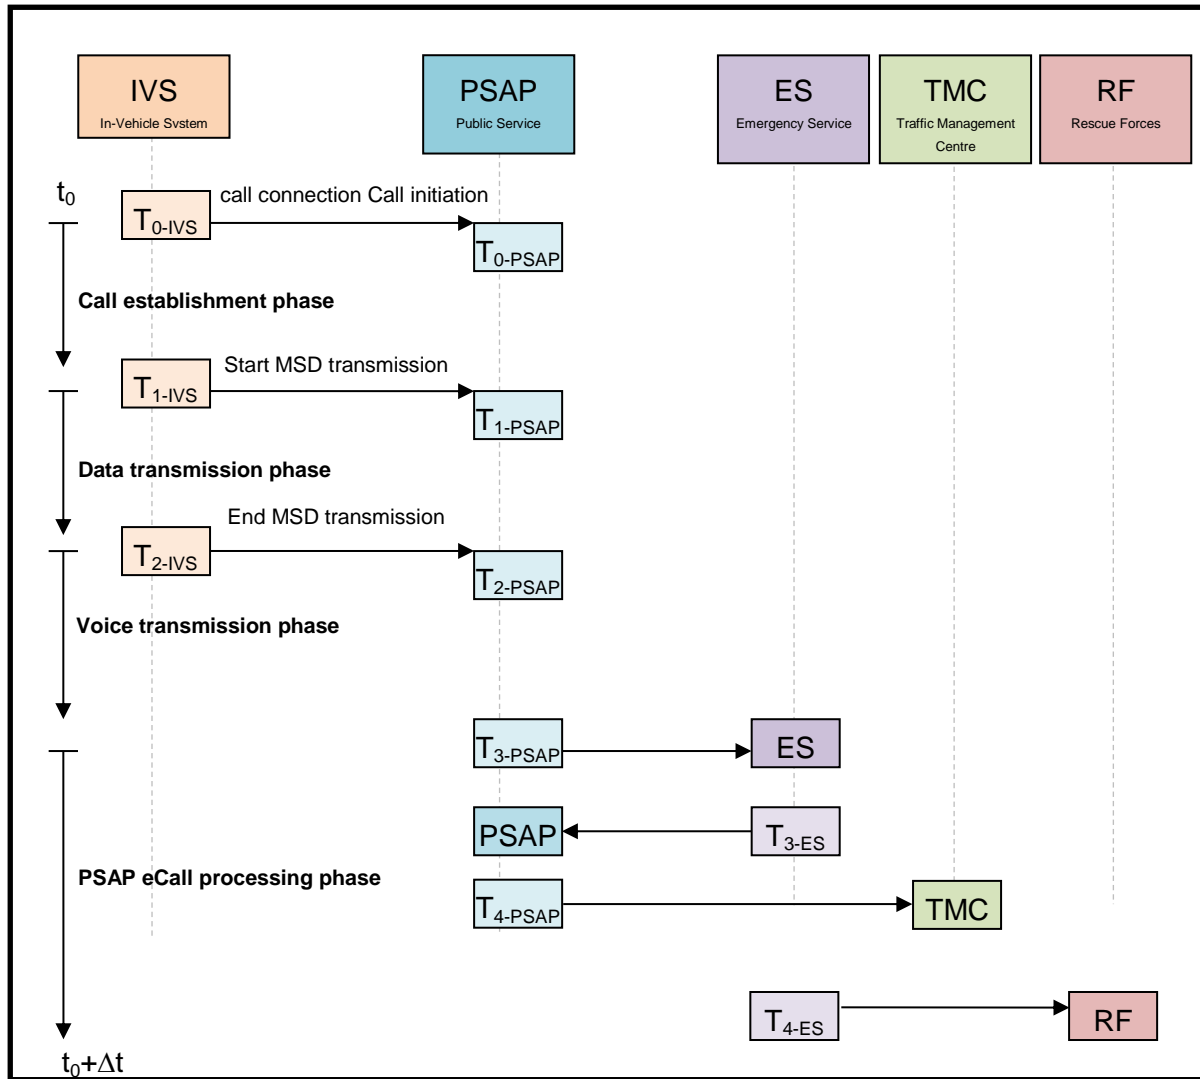 IVS
In-Vehicle Svstem
PSAP
Public Service
ES
Emergency Service
TMC
Traffic Management
Centre
RF
Rescue Forces
t0
T0-IVS
call connection Call initiation
T0-PSAP
Call establishment phase
T1-IVS
Start MSD transmission
T1-PSAP
Data transmission phase
T2-IVS
End MSD transmission
T2-PSAP
Voice transmission phase
T3-PSAP
ES
PSAP
T3-ES
PSAP eCall processing phase
T4-PSAP
TMC
T4-ES
RF
t0+Δt